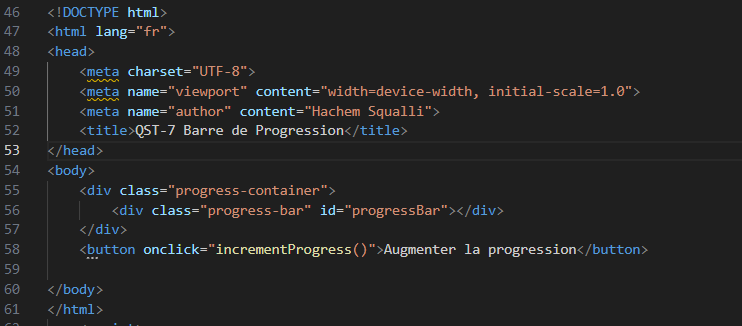 46 <!DOCTYPE html>
47 <html lang="fr">
48 <head>
49 <meta charset="UTF-8">
50 <meta name="viewport" content="width=device-width, initial-scale=1.0">
51 <meta name="author" content="Hachem Squalli">
52 <title>QST-7 Barre de Progression</title>
53 </head>
54 <body>
55 <div class="progress-container">
56 <div class="progress-bar" id="progressBar"></div>
57 </div>
58 <button onclick="incrementProgress()">Augmenter la progression</button>
59
60 </body>
61 </html>